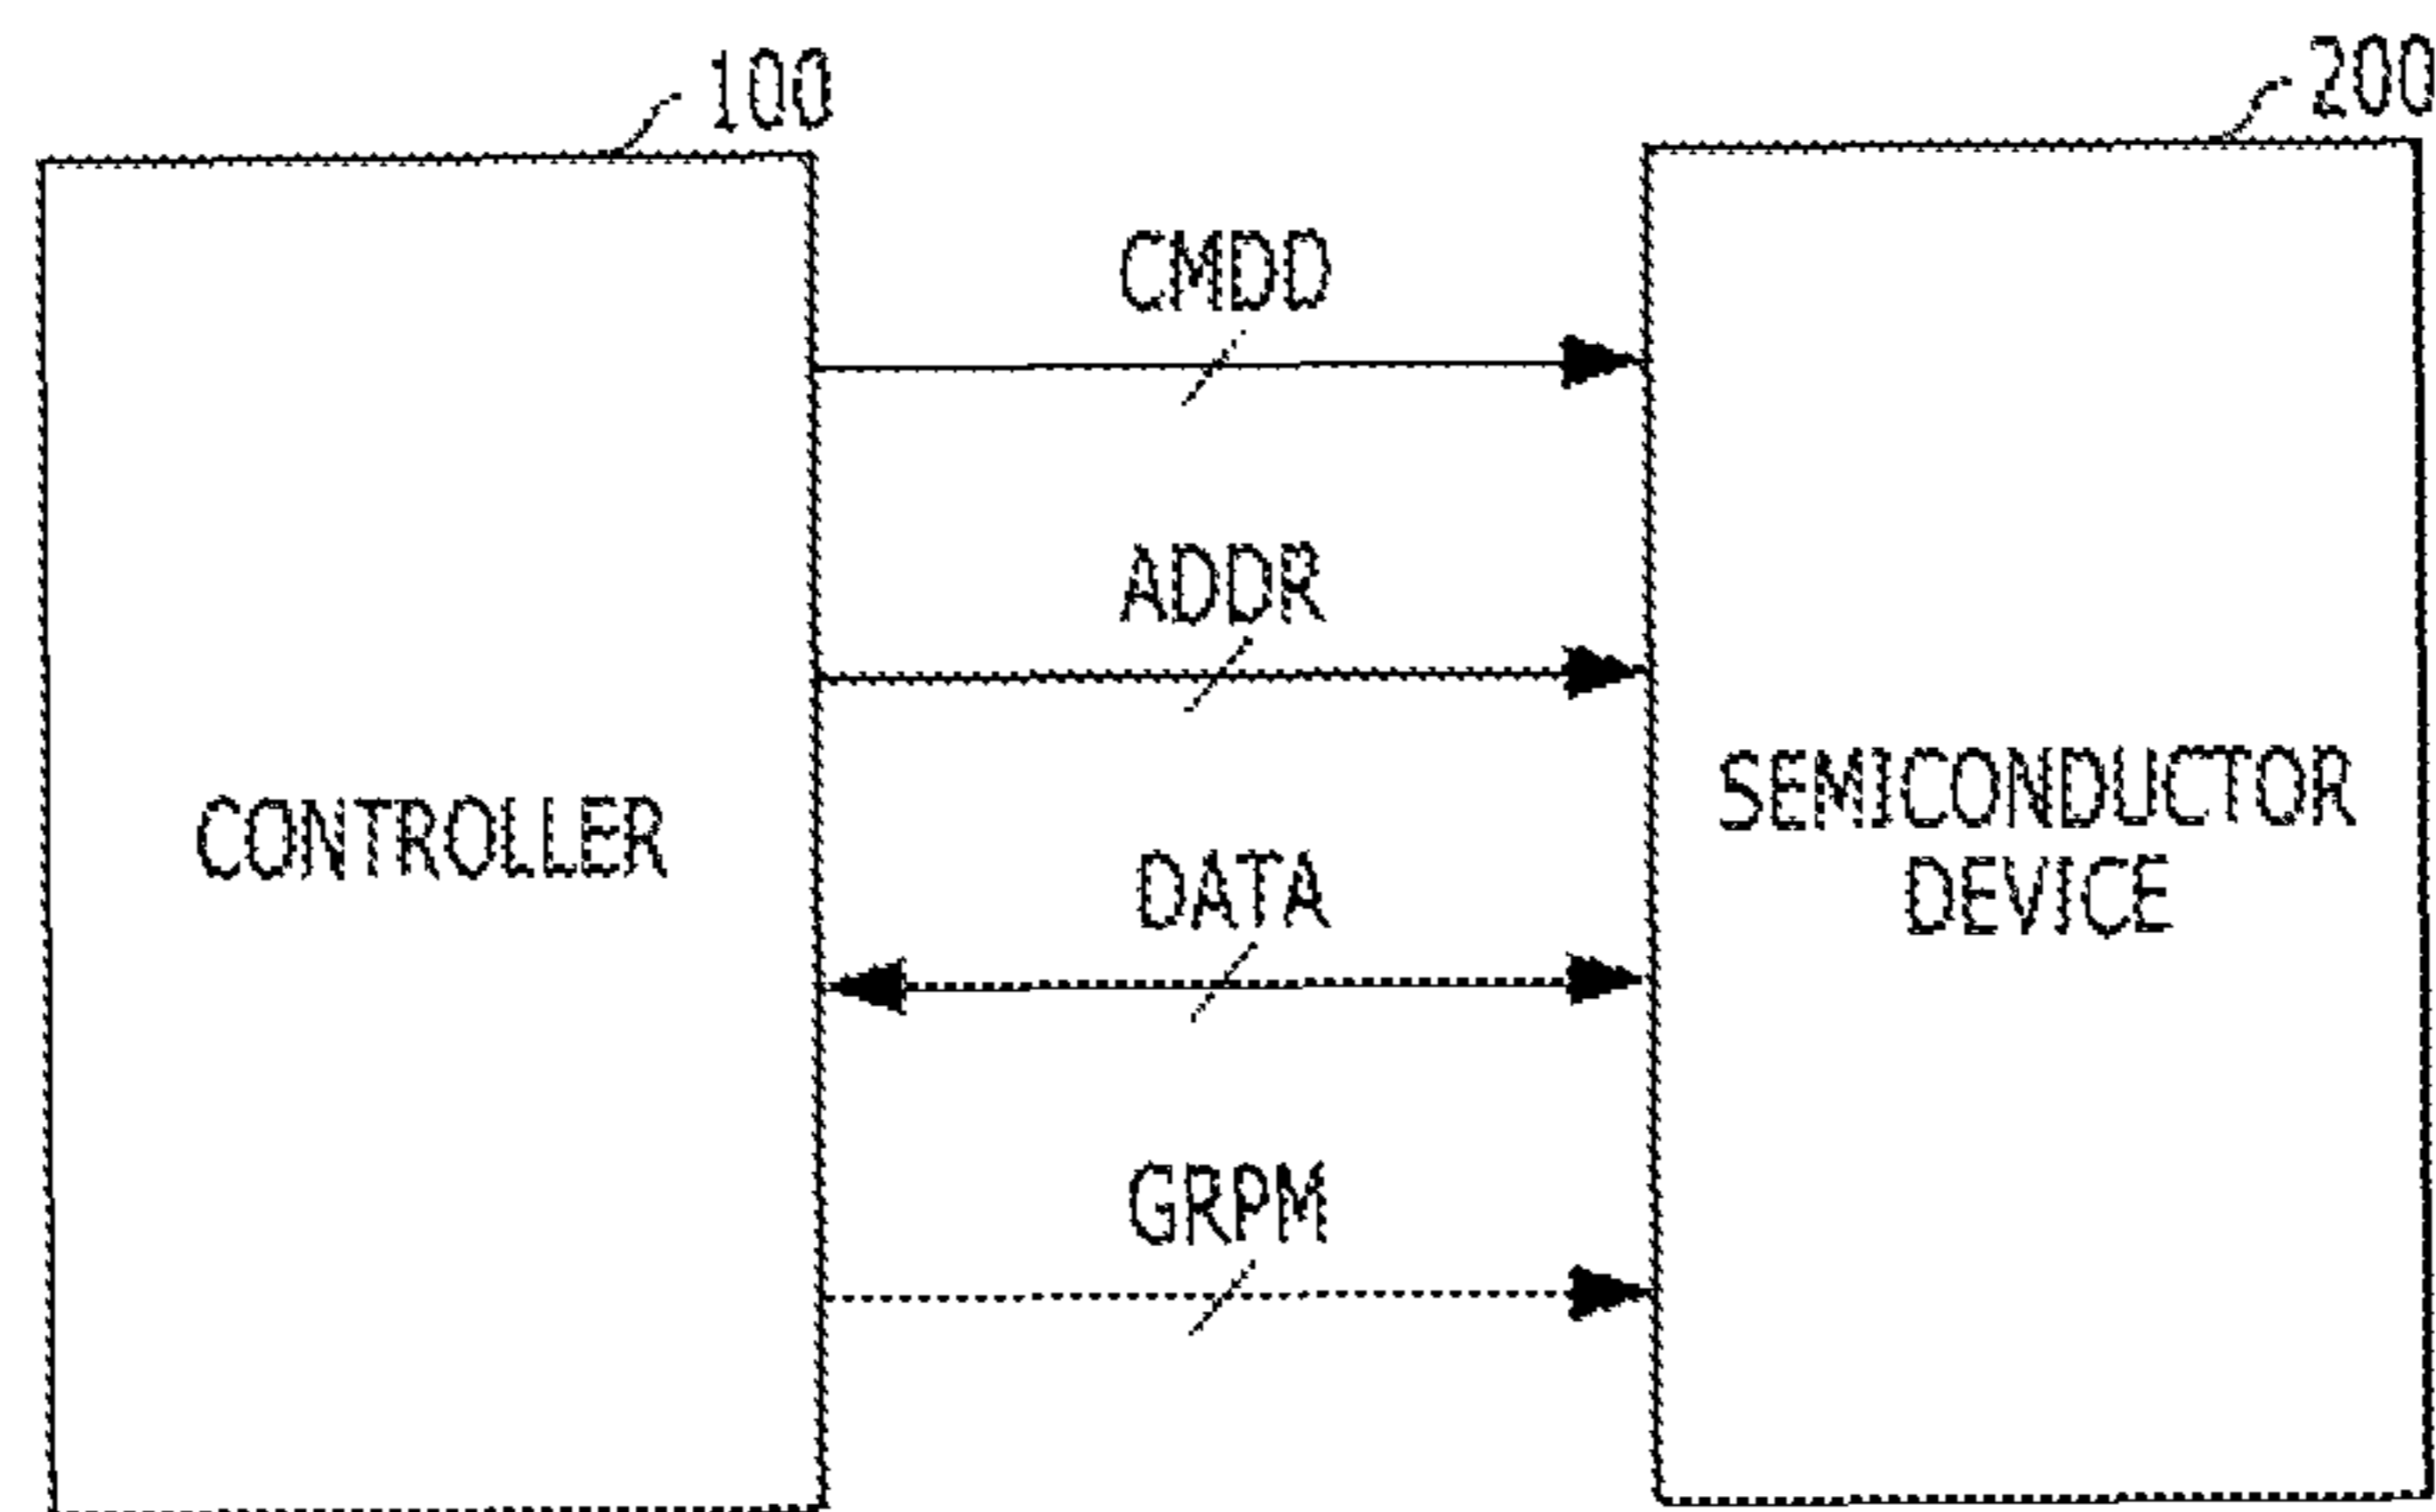 100
200
CMDD
ADDR
CONTROLLER
SEMICONDUCTOR
DEVICE
DATA
GRPM